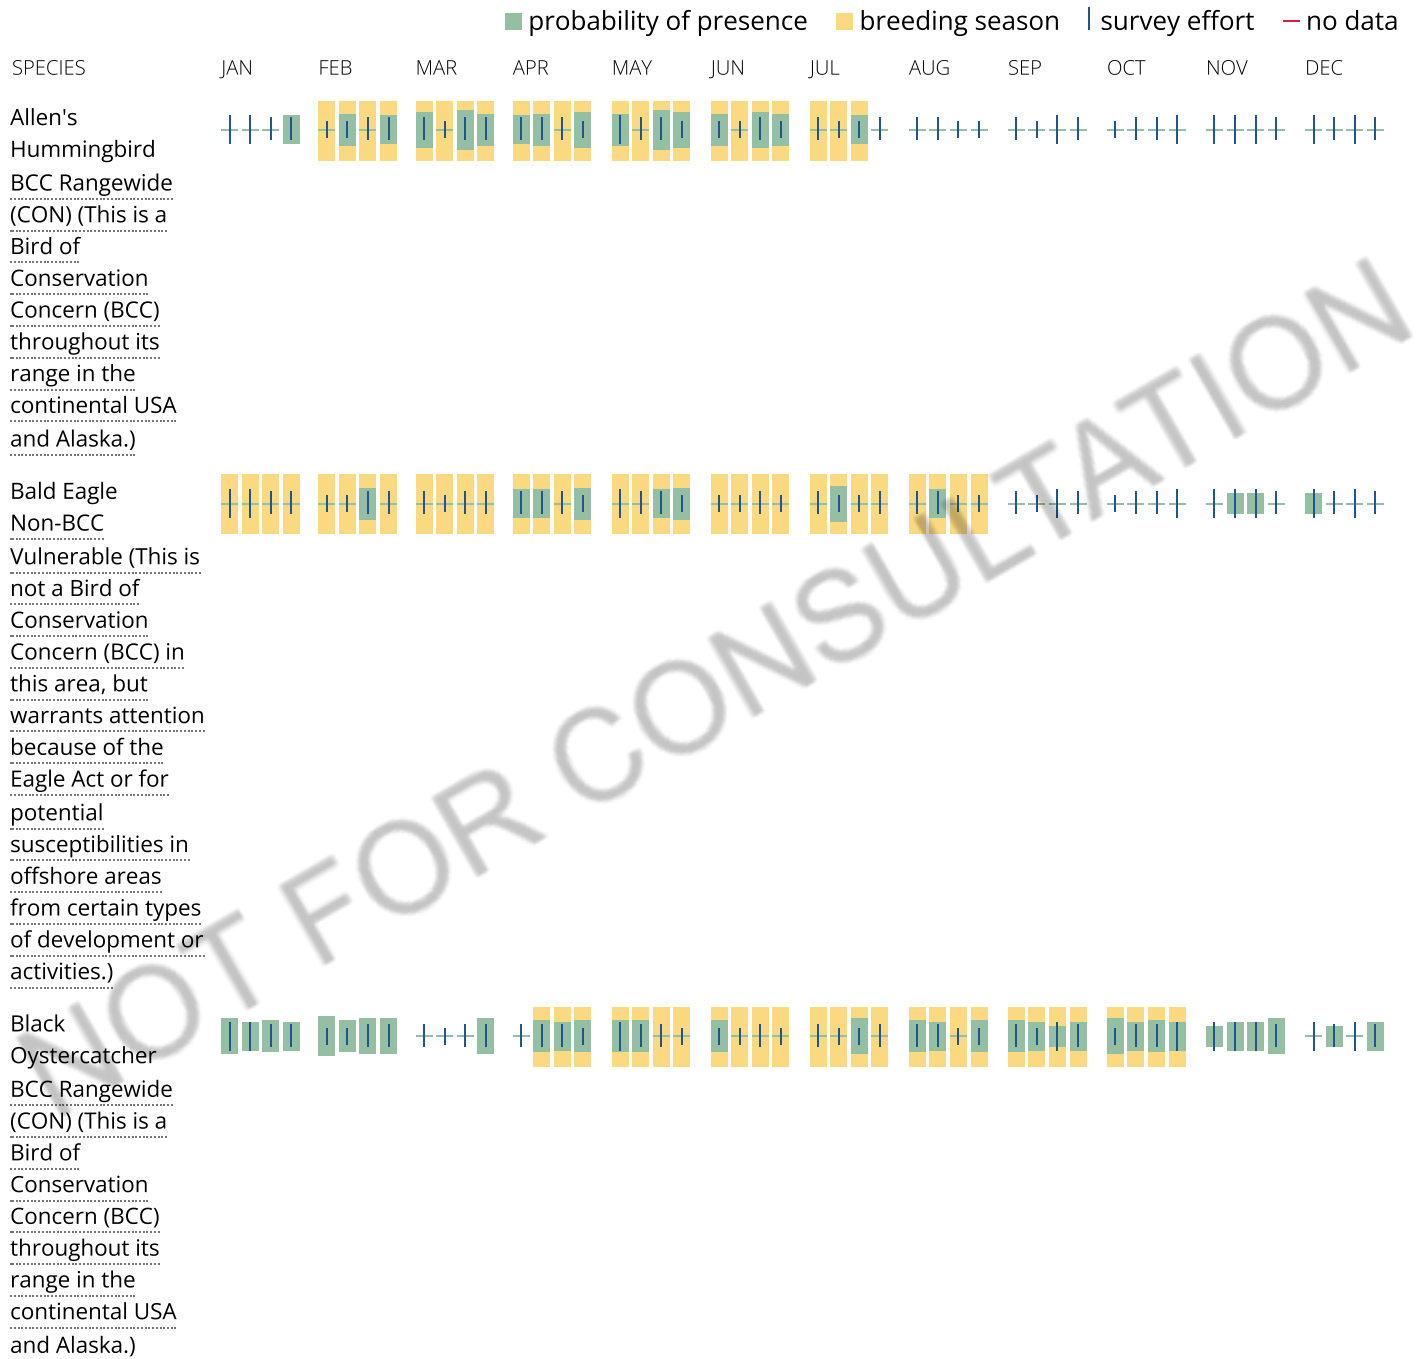 probability of presence breeding season survey effort no data
SPECIES JAN FEB MAR APR MAY JUN JUL AUG SEP OCT NOV DEC
Allen's
Hummingbird
BCC Rangewide
(CON) (This is a
Bird of
Conservation
Concern (BCC)
throughout its
range in the
continental USA
and Alaska.)
Bald Eagle
Non-BCC
Vulnerable (This is
not a Bird of
Conservation
Concern (BCC) in
this area, but
warrants attention
because of the
Eagle Act or for
potential
susceptibilities in
offshore areas
from certain types
of development or
activities.)
Black
Oystercatcher
BCC Rangewide
(CON) (This is a
Bird of
Conservation
Concern (BCC)
throughout its
range in the
continental USA
and Alaska.)
NOT FOR CONSULTATION